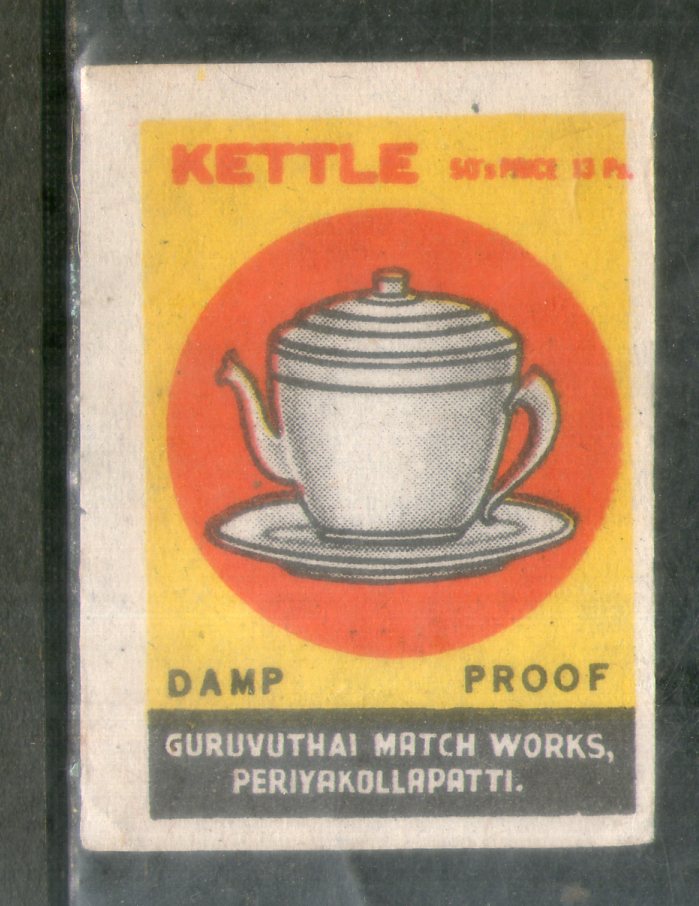 KETTLE 50's PRICE 13 Ps.
DAMP PROOF
GURUVUTHAI MATCH WORKS,
PERIYAKOLLAPATTI.